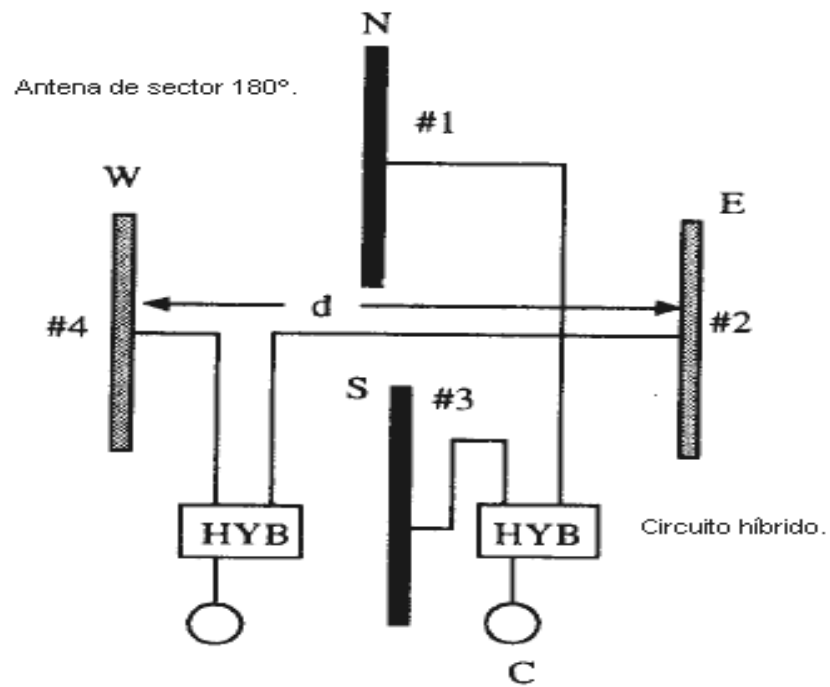 N
Antena de sector 180°.
#1
W
E
d
#4
#2
S
#3
HYB
HYB
Circuito híbrido.
C